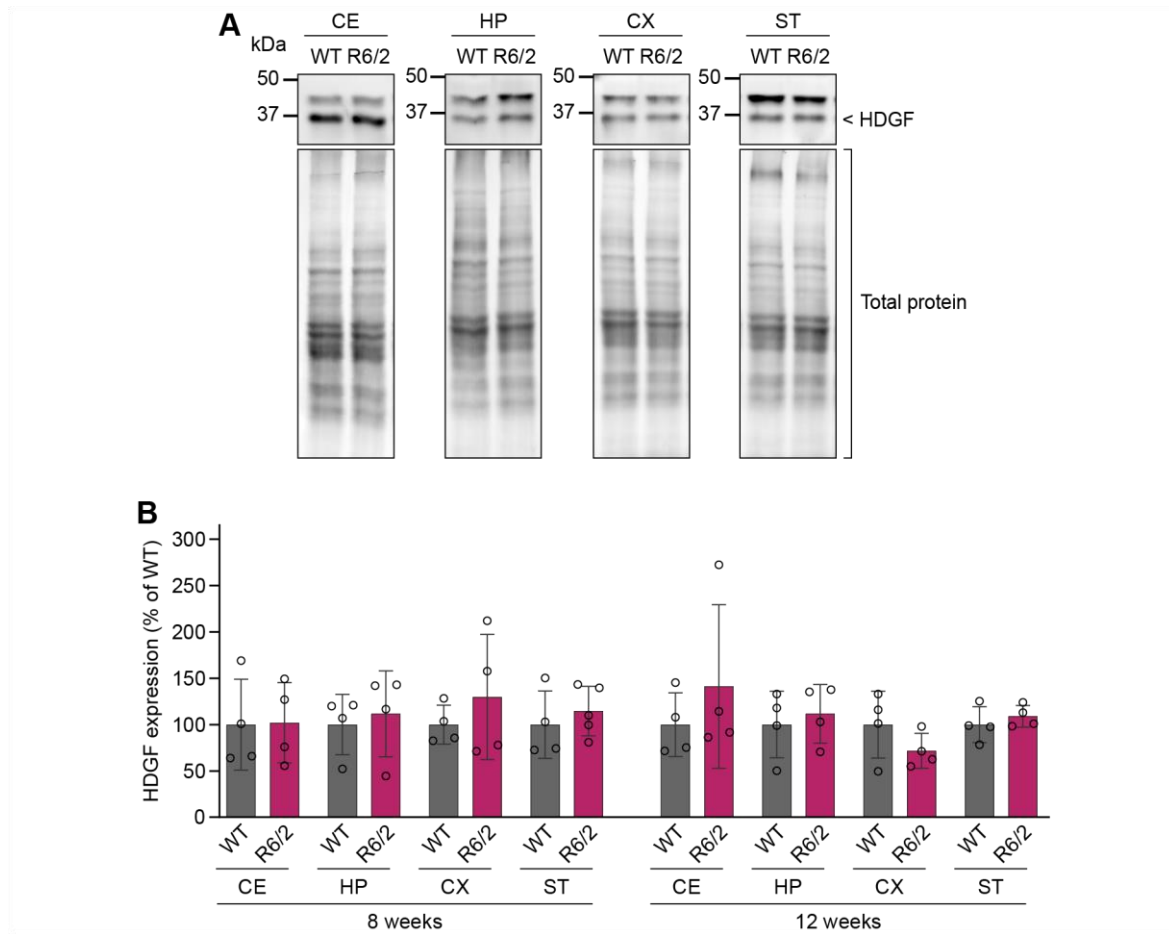 A
CE HP CX ST
kDa
WT R6/2 WT R6/2 WT R6/2 WT R6/2
50 50 50 50
37 37 37 37 < HDGF
Total protein
B
HDGF expression (% of WT)
300
250
200
150
100
50
0
WT R6/2 WT R6/2 WT R6/2 WT R6/2 WT R6/2 WT R6/2 WT R6/2 WT R6/2
CE HP CX ST CE HP CX ST
8 weeks 12 weeks